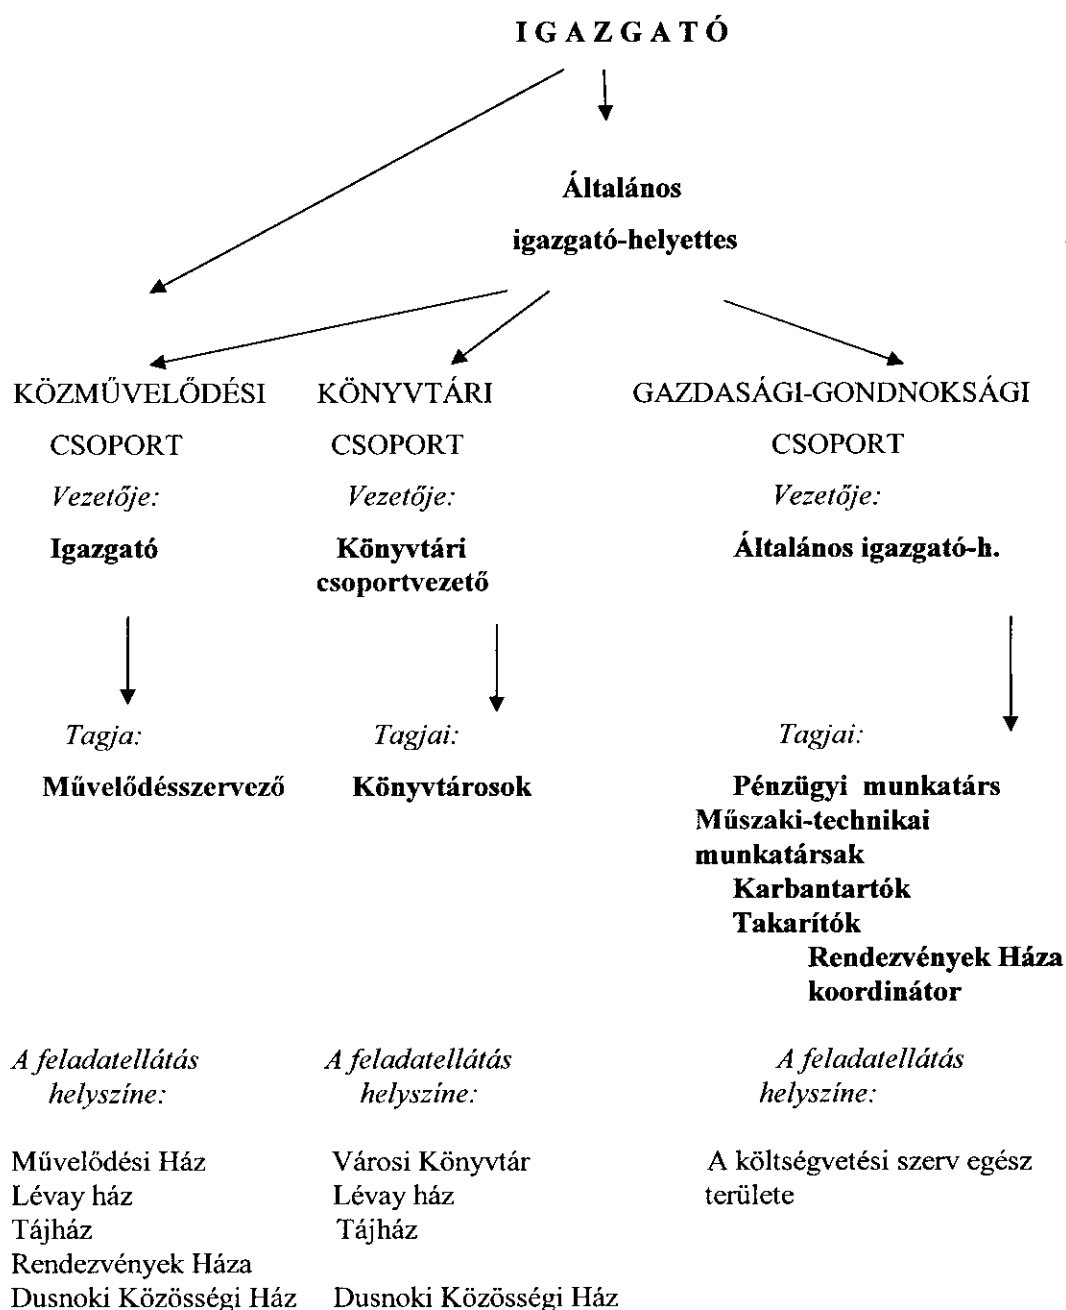 IGAZGATÓ
Általános
igazgató-helyettes
KÖZMŰVELŐDÉSI
CSOPORT
Vezetője:
Igazgató
Tagja:
Művelődésszervező
A feladatellátás
helyszíne:
Művelődési Ház
Lévay ház
Tájház
Rendezvények Háza
Dusnoki Közösségi Ház
KÖNYVTÁRI
CSOPORT
Vezetője:
Könyvtári
csoportvezető
Tagjai:
Könyvtárosok
A feladatellátás
helyszíne:
Városi Könyvtár
Lévay ház
Tájház
Dusnoki Közösségi Ház
GAZDASÁGI-GONDNOKSÁGI
CSOPORT
Vezetője:
Általános igazgató-h.
Tagjai:
Pénzügyi munkatárs
Műszaki-technikai
munkatársak
Karbantartók
Takarítók
Rendezvények Háza
koordinátor
A feladatellátás
helyszíne:
A költségvetési szerv egész
területe